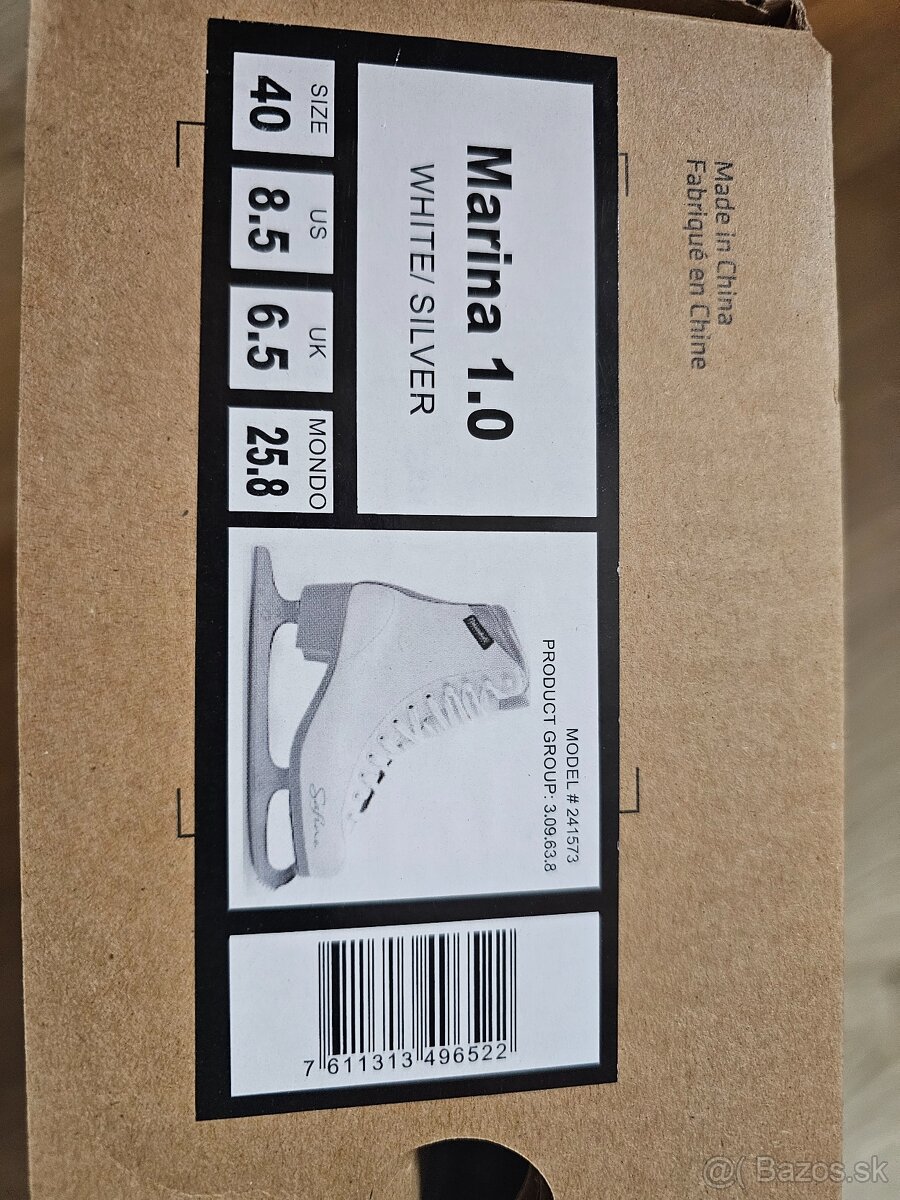 Made in China
Fabriqué en Chine
Marina 1.0
WHITE/ SILVER
SIZE
40
US
8.5
UK
6.5
MONDO
25.8
MODEL # 241573
PRODUCT GROUP: 3.09.63.8
7 611313 496522
@( Bazos.sk